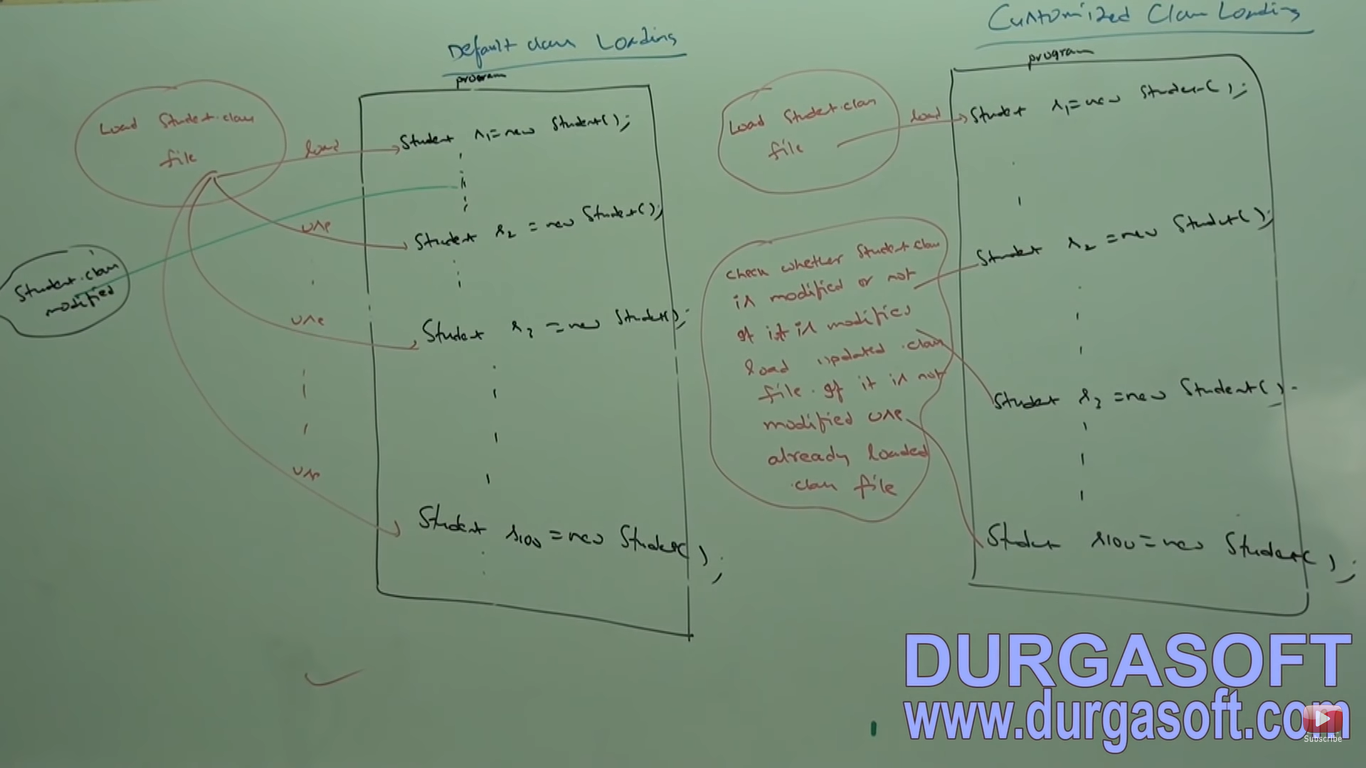 Default class Loading
program
Load Student.class
file
load
Student s1=new Student();
use
Student s2 = new Student();
Student.class
modified
use
Student s3 = new Student();
use
Student s100 = new Student();
Customized Class Loading
program
Load Student.class
file
load
Student s1=new Student();
check whether Student.class
is modified or not
If it is modified
load updated .class
file. If it is not
modified use
already loaded
.class file
Student s2 = new Student();
Student s3 = new Student().
Student s100 = new Student();
DURGASOFT
www.durgasoft.com
Subscribe